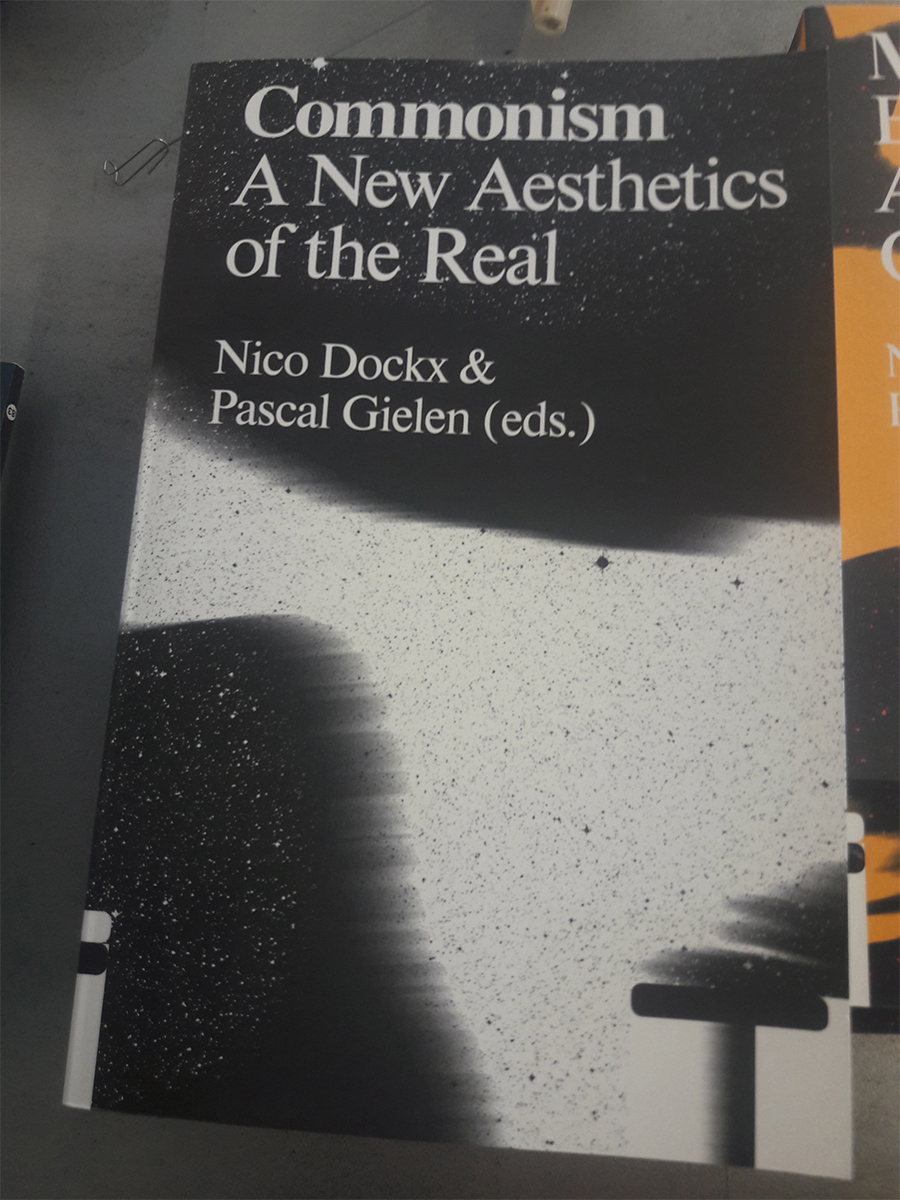 Commonism
A New Aesthetics
of the Real
Nico Dockx &
Pascal Gielen (eds.)